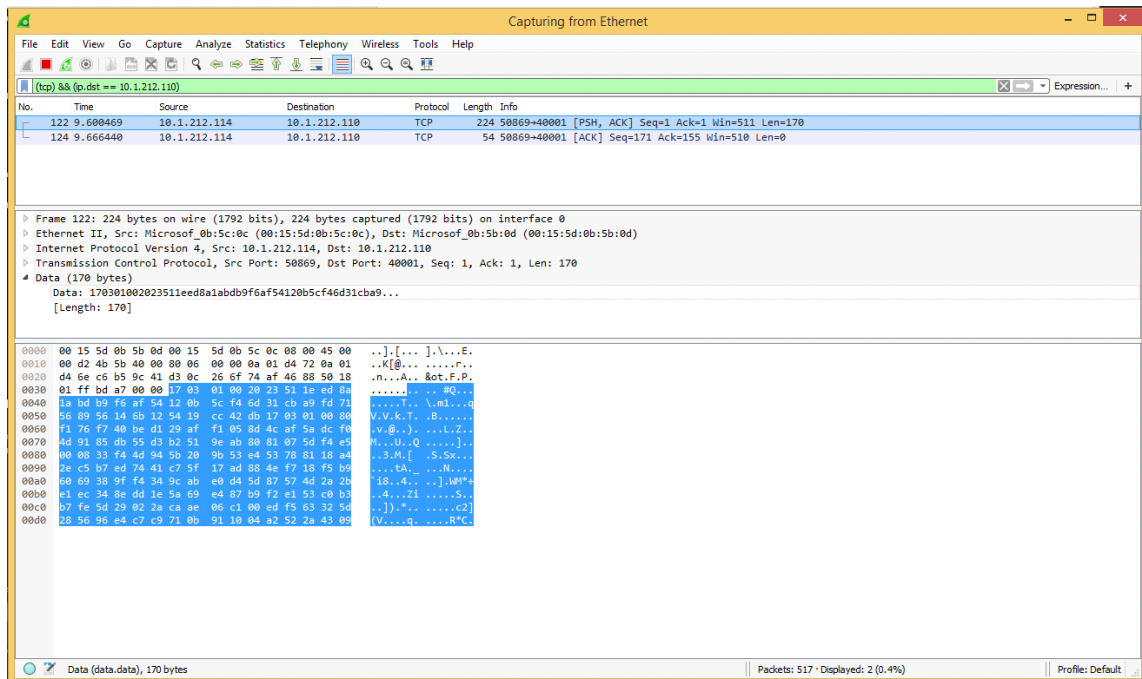 Capturing from Ethernet
File Edit View Go Capture Analyze Statistics Telephony Wireless Tools Help
(tcp) && (ip.dst == 10.1.212.110)
Expression... +
No. Time Source Destination Protocol Length Info
122 9.600469 10.1.212.114 10.1.212.110 TCP 224 50869→40001 [PSH, ACK] Seq=1 Ack=1 Win=511 Len=170
124 9.666440 10.1.212.114 10.1.212.110 TCP 54 50869→40001 [ACK] Seq=171 Ack=155 Win=510 Len=0
Frame 122: 224 bytes on wire (1792 bits), 224 bytes captured (1792 bits) on interface 0
Ethernet II, Src: Microsof_0b:5c:0c (00:15:5d:0b:5c:0c), Dst: Microsof_0b:5b:0d (00:15:5d:0b:5b:0d)
Internet Protocol Version 4, Src: 10.1.212.114, Dst: 10.1.212.110
Transmission Control Protocol, Src Port: 50869, Dst Port: 40001, Seq: 1, Ack: 1, Len: 170
Data (170 bytes)
Data: 170301002023511eed8a1abdb9f6af54120b5cf46d31cba9...
[Length: 170]
0000 00 15 5d 0b 5b 0d 00 15 5d 0b 5c 0c 08 00 45 00 ..].[... ].\...E.
0010 00 d2 4b 5b 40 00 80 06 00 00 0a 01 d4 72 0a 01 ..K[@... .....r..
0020 d4 6e c6 b5 9c 41 d3 0c 26 6f 74 af 46 88 50 18 .n...A.. &ot.F.P.
0030 01 ff bd a7 00 00 17 03 01 00 20 23 51 1e ed 8a ........ .. #Q...
0040 1a bd b9 f6 af 54 12 0b 5c f4 6d 31 cb a9 fd 71 .....T.. \.m1...q
0050 56 89 56 14 6b 12 54 19 cc 42 db 17 03 01 00 80 V.V.k.T. .B......
0060 f1 76 f7 40 be d1 29 af f1 05 8d 4c af 5a dc f0 .v.@..). ...L.Z..
0070 4d 91 85 db 55 d3 b2 51 9e ab 80 81 07 5d f4 e5 M...U..Q .....]..
0080 00 08 33 f4 4d 94 5b 20 9b 53 e4 53 78 81 18 a4 ..3.M.[ .S.Sx...
0090 2e c5 b7 ed 74 41 c7 5f 17 ad 88 4e f7 18 f5 b9 ....tA._ ...N....
00a0 60 69 38 9f f4 34 9c ab e0 d4 5d 87 57 4d 2a 2b `i8..4.. ..].WM*+
00b0 e1 ec 34 8e dd 1e 5a 69 e4 87 b9 f2 e1 53 c0 b3 ..4...Zi .....S..
00c0 b7 fe 5d 29 02 2a ca ae 06 c1 00 ed f5 63 32 5d ..]).*.. .....c2]
00d0 28 56 96 e4 c7 c9 71 0b 91 10 04 a2 52 2a 43 09 (V....q. ....R*C.
Data (data.data), 170 bytes Packets: 517 · Displayed: 2 (0.4%) Profile: Default